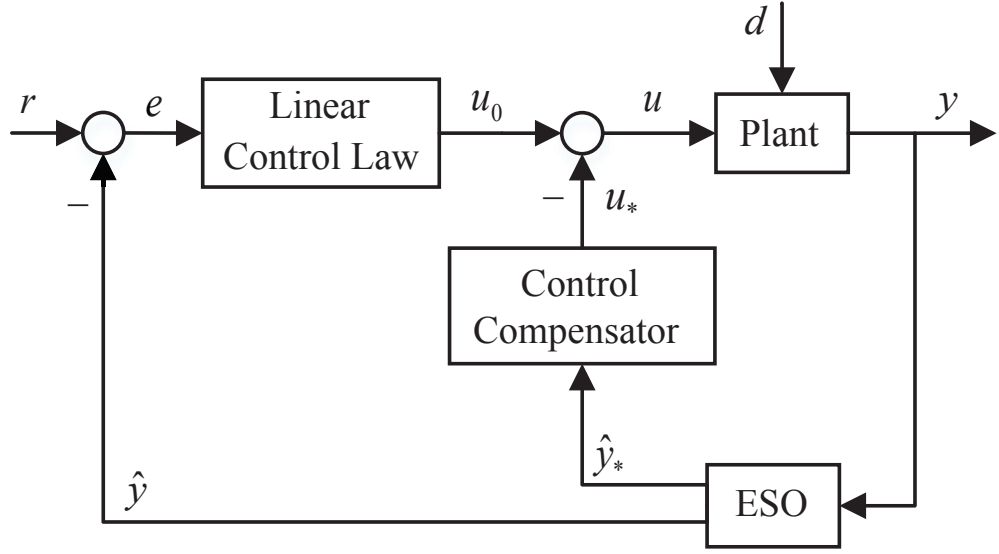 d
r
e
Linear
Control Law
u₀
u
Plant
y
−
−
u*
Control
Compensator
ŷ*
ŷ
ESO